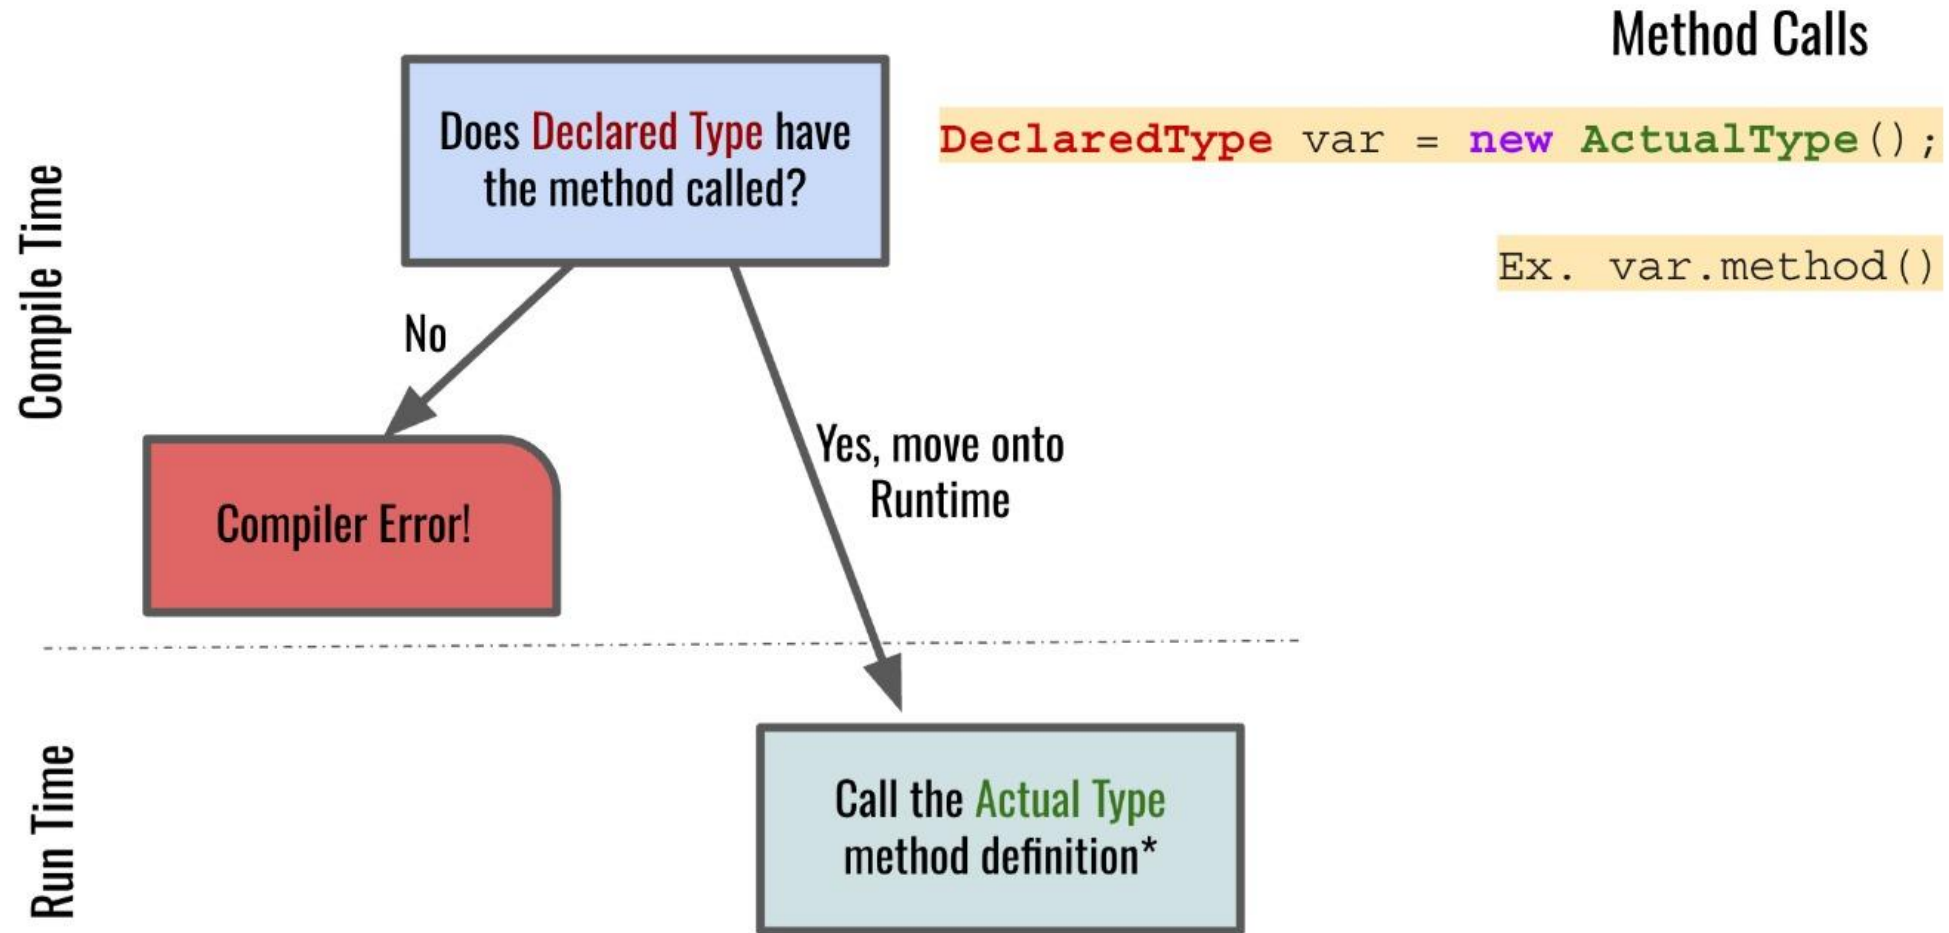 Method Calls
Does Declared Type have
the method called?
DeclaredType var = new ActualType();
Ex. var.method()
Compile Time
No
Yes, move onto
Runtime
Compiler Error!
Run Time
Call the Actual Type
method definition*